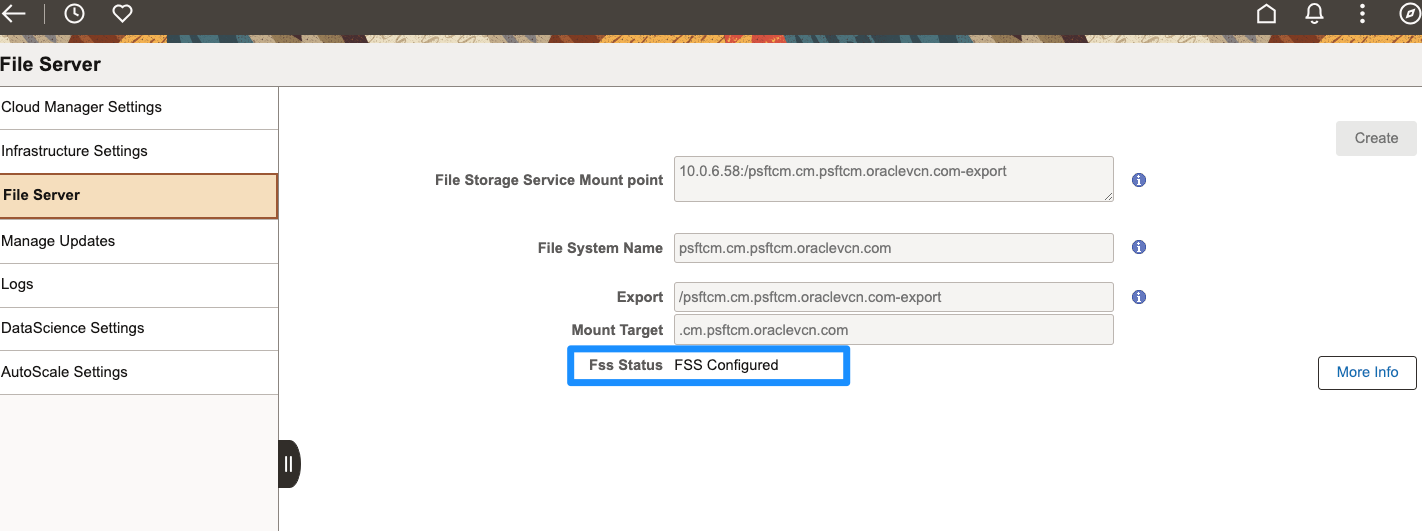 File Server
Cloud Manager Settings
Infrastructure Settings
File Server
Manage Updates
Logs
DataScience Settings
AutoScale Settings
Create
File Storage Service Mount point 10.0.6.58:/psftcm.cm.psftcm.oraclevcn.com-export
File System Name psftcm.cm.psftcm.oraclevcn.com
Export /psftcm.cm.psftcm.oraclevcn.com-export
Mount Target .cm.psftcm.oraclevcn.com
Fss Status FSS Configured
More Info